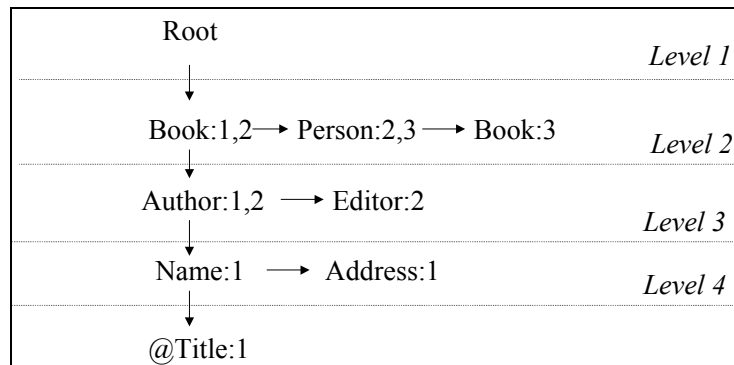 Root
Level 1
Book:1,2 Person:2,3 Book:3
Level 2
Author:1,2 Editor:2
Level 3
Name:1 Address:1
Level 4
@Title:1